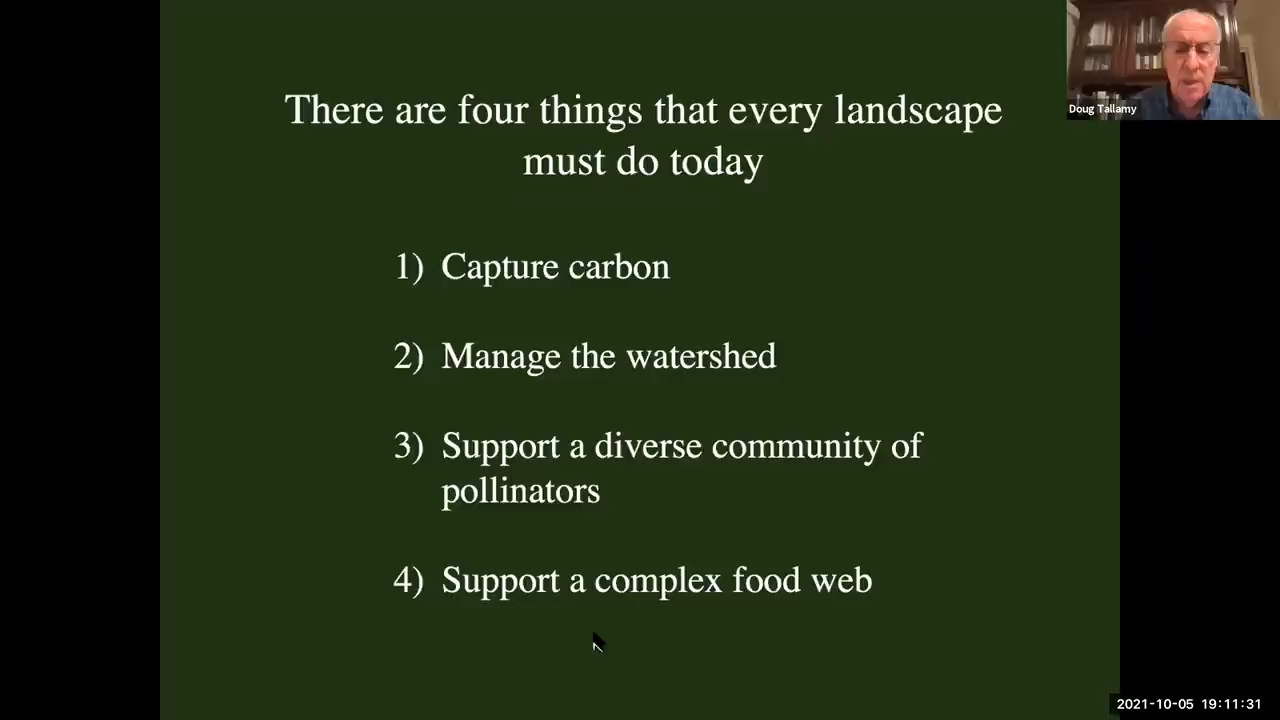 Doug Tallamy
There are four things that every landscape
must do today
1) Capture carbon
2) Manage the watershed
3) Support a diverse community of
pollinators
4) Support a complex food web
2021-10-05 19:11:31